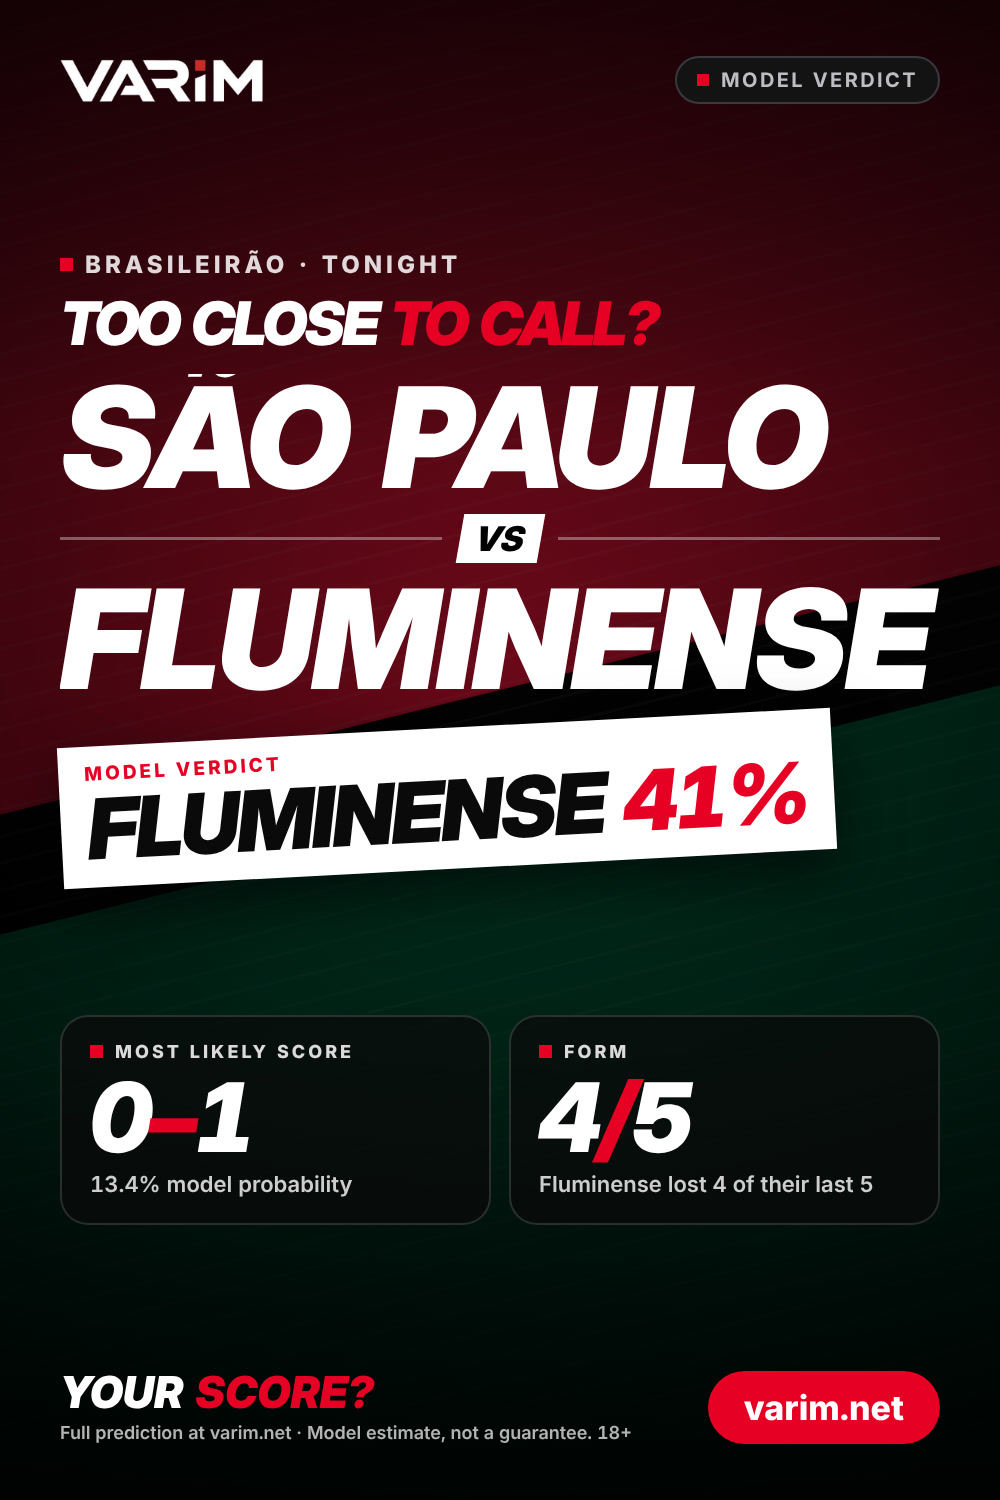 VARiM
MODEL VERDICT
BRASILEIRÃO · TONIGHT
TOO CLOSE TO CALL?
SÃO PAULO
VS
FLUMINENSE
MODEL VERDICT
FLUMINENSE 41%
MOST LIKELY SCORE
0–1
13.4% model probability
FORM
4/5
Fluminense lost 4 of their last 5
YOUR SCORE?
Full prediction at varim.net · Model estimate, not a guarantee. 18+
varim.net